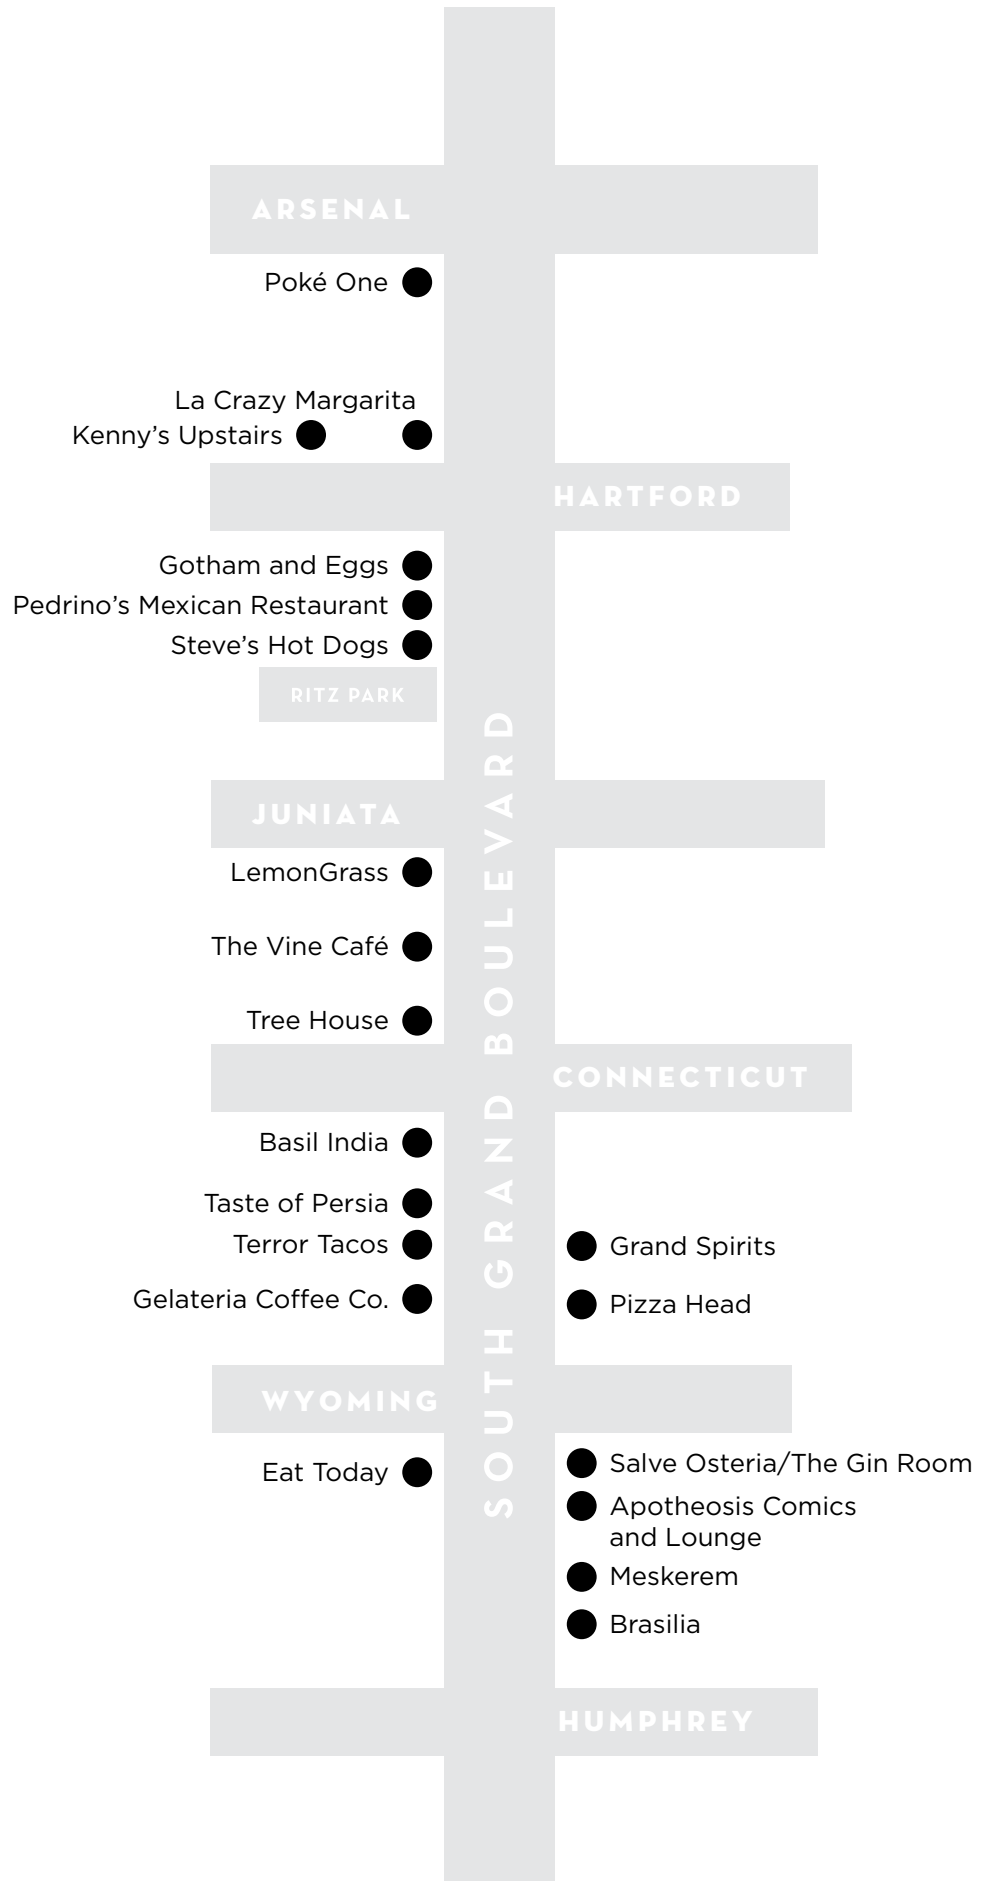 ARSENAL
Poké One
La Crazy Margarita
Kenny’s Upstairs
HARTFORD
Gotham and Eggs
Pedrino’s Mexican Restaurant
Steve’s Hot Dogs
RITZ PARK
SOUTH GRAND BOULEVARD
JUNIATA
LemonGrass
The Vine Café
Tree House
CONNECTICUT
Basil India
Taste of Persia
Terror Tacos
Grand Spirits
Gelateria Coffee Co.
Pizza Head
WYOMING
Eat Today
Salve Osteria/The Gin Room
Apotheosis Comics
and Lounge
Meskerem
Brasilia
HUMPHREY